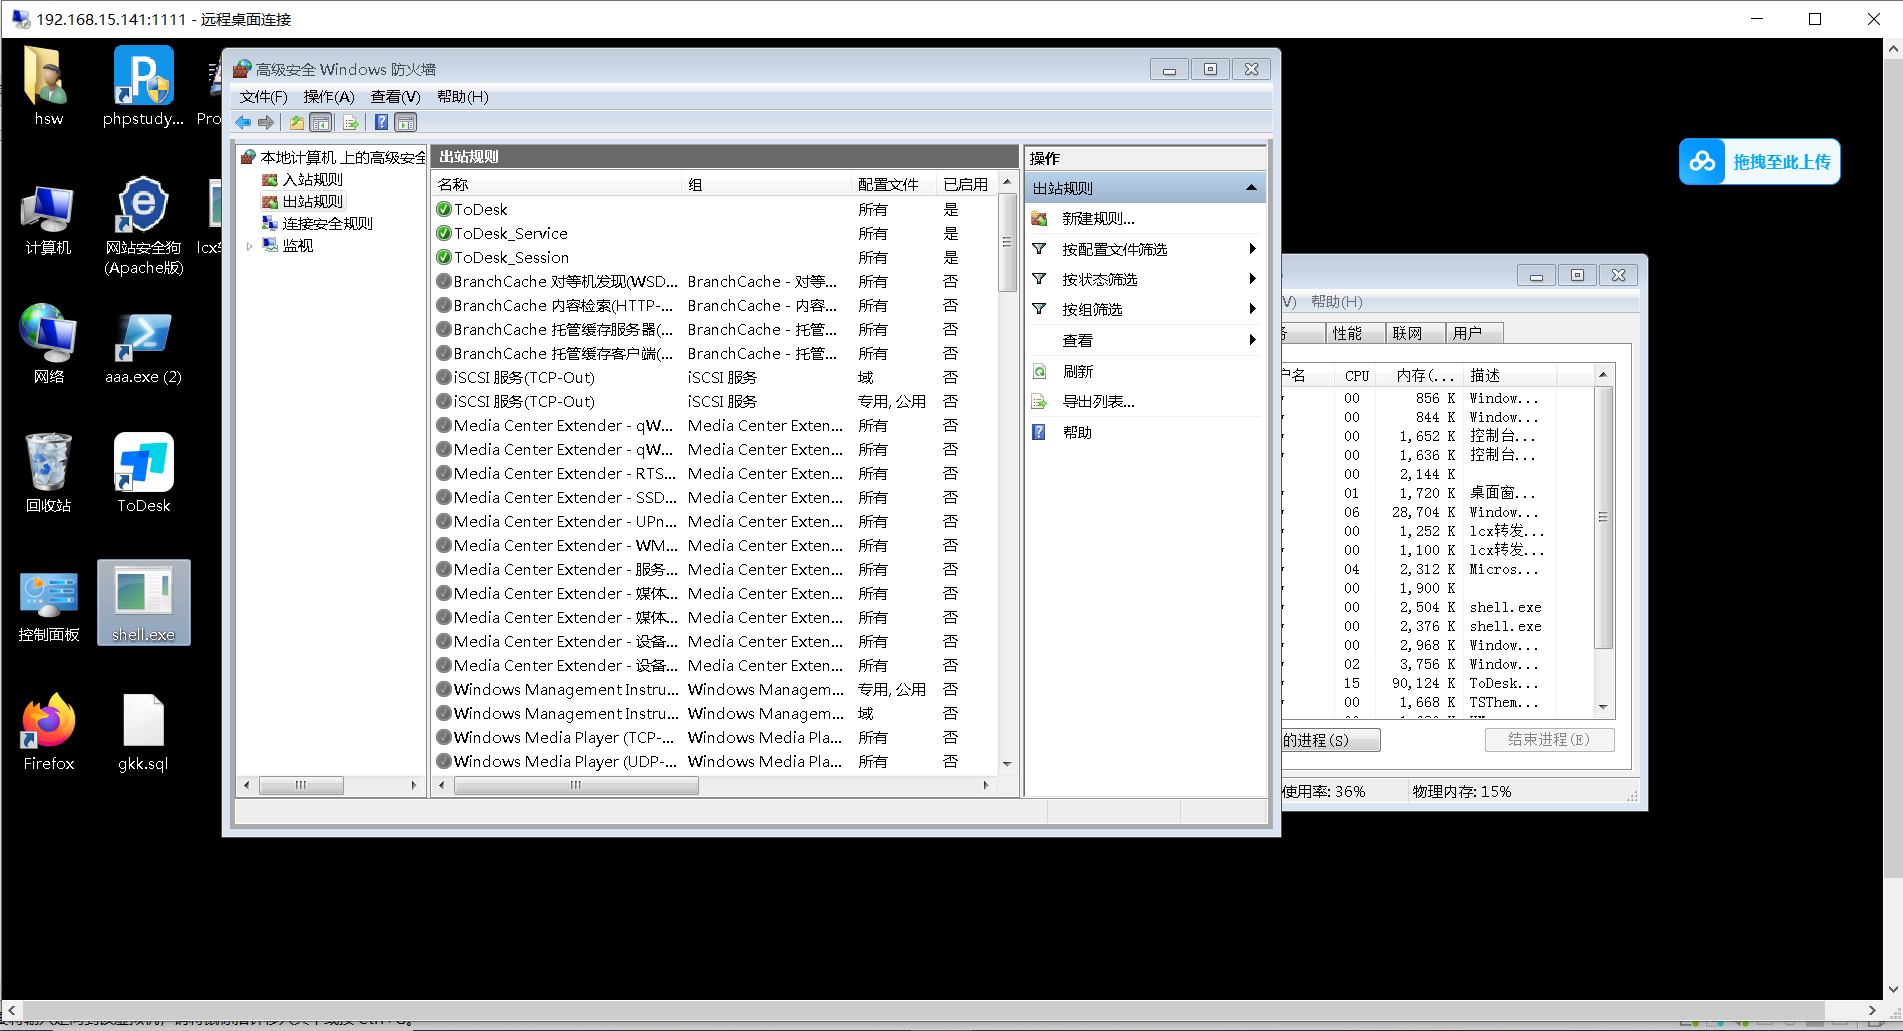 192.168.15.141:1111 - 远程桌面连接
hsw
phpstudy...
Pro
计算机
网站安全狗
(Apache版)
网络
aaa.exe (2)
回收站
ToDesk
控制面板
shell.exe
Firefox
gkk.sql
高级安全 Windows 防火墙
文件(F) 操作(A) 查看(V) 帮助(H)
本地计算机 上的高级安全
入站规则
出站规则
连接安全规则
监视
出站规则
名称 组 配置文件 已启用
ToDesk 所有 是
ToDesk_Service 所有 是
ToDesk_Session 所有 是
BranchCache 对等机发现(WSD... BranchCache - 对等... 所有 否
BranchCache 内容检索(HTTP-... BranchCache - 内容... 所有 否
BranchCache 托管缓存服务器(... BranchCache - 托管... 所有 否
BranchCache 托管缓存客户端(... BranchCache - 托管... 所有 否
iSCSI 服务(TCP-Out) iSCSI 服务 域 否
iSCSI 服务(TCP-Out) iSCSI 服务 专用, 公用 否
Media Center Extender - qW... Media Center Exten... 所有 否
Media Center Extender - qW... Media Center Exten... 所有 否
Media Center Extender - RTS... Media Center Exten... 所有 否
Media Center Extender - SSD... Media Center Exten... 所有 否
Media Center Extender - UPn... Media Center Exten... 所有 否
Media Center Extender - WM... Media Center Exten... 所有 否
Media Center Extender - 服务... Media Center Exten... 所有 否
Media Center Extender - 媒体... Media Center Exten... 所有 否
Media Center Extender - 媒体... Media Center Exten... 所有 否
Media Center Extender - 设备... Media Center Exten... 所有 否
Media Center Extender - 设备... Media Center Exten... 所有 否
Windows Management Instru... Windows Managem... 专用, 公用 否
Windows Management Instru... Windows Managem... 域 否
Windows Media Player (TCP-... Windows Media Pla... 所有 否
Windows Media Player (UDP-... Windows Media Pla... 所有 否
操作
出站规则
新建规则...
按配置文件筛选
按状态筛选
按组筛选
查看
刷新
导出列表...
帮助
拖拽至此上传
V) 帮助(H)
性能 联网 用户
户名 CPU 内存(... 描述
00 856 K Window...
00 844 K Window...
00 1,652 K 控制台...
00 1,636 K 控制台...
00 2,144 K
01 1,720 K 桌面窗...
06 28,704 K Window...
00 1,252 K lcx转发...
00 1,100 K lcx转发...
04 2,312 K Micros...
00 1,900 K
00 2,504 K shell.exe
00 2,376 K shell.exe
00 2,968 K Window...
02 3,756 K Window...
15 90,124 K ToDesk...
00 1,668 K TSThem...
的进程(S) 结束进程(E)
使用率: 36% 物理内存: 15%